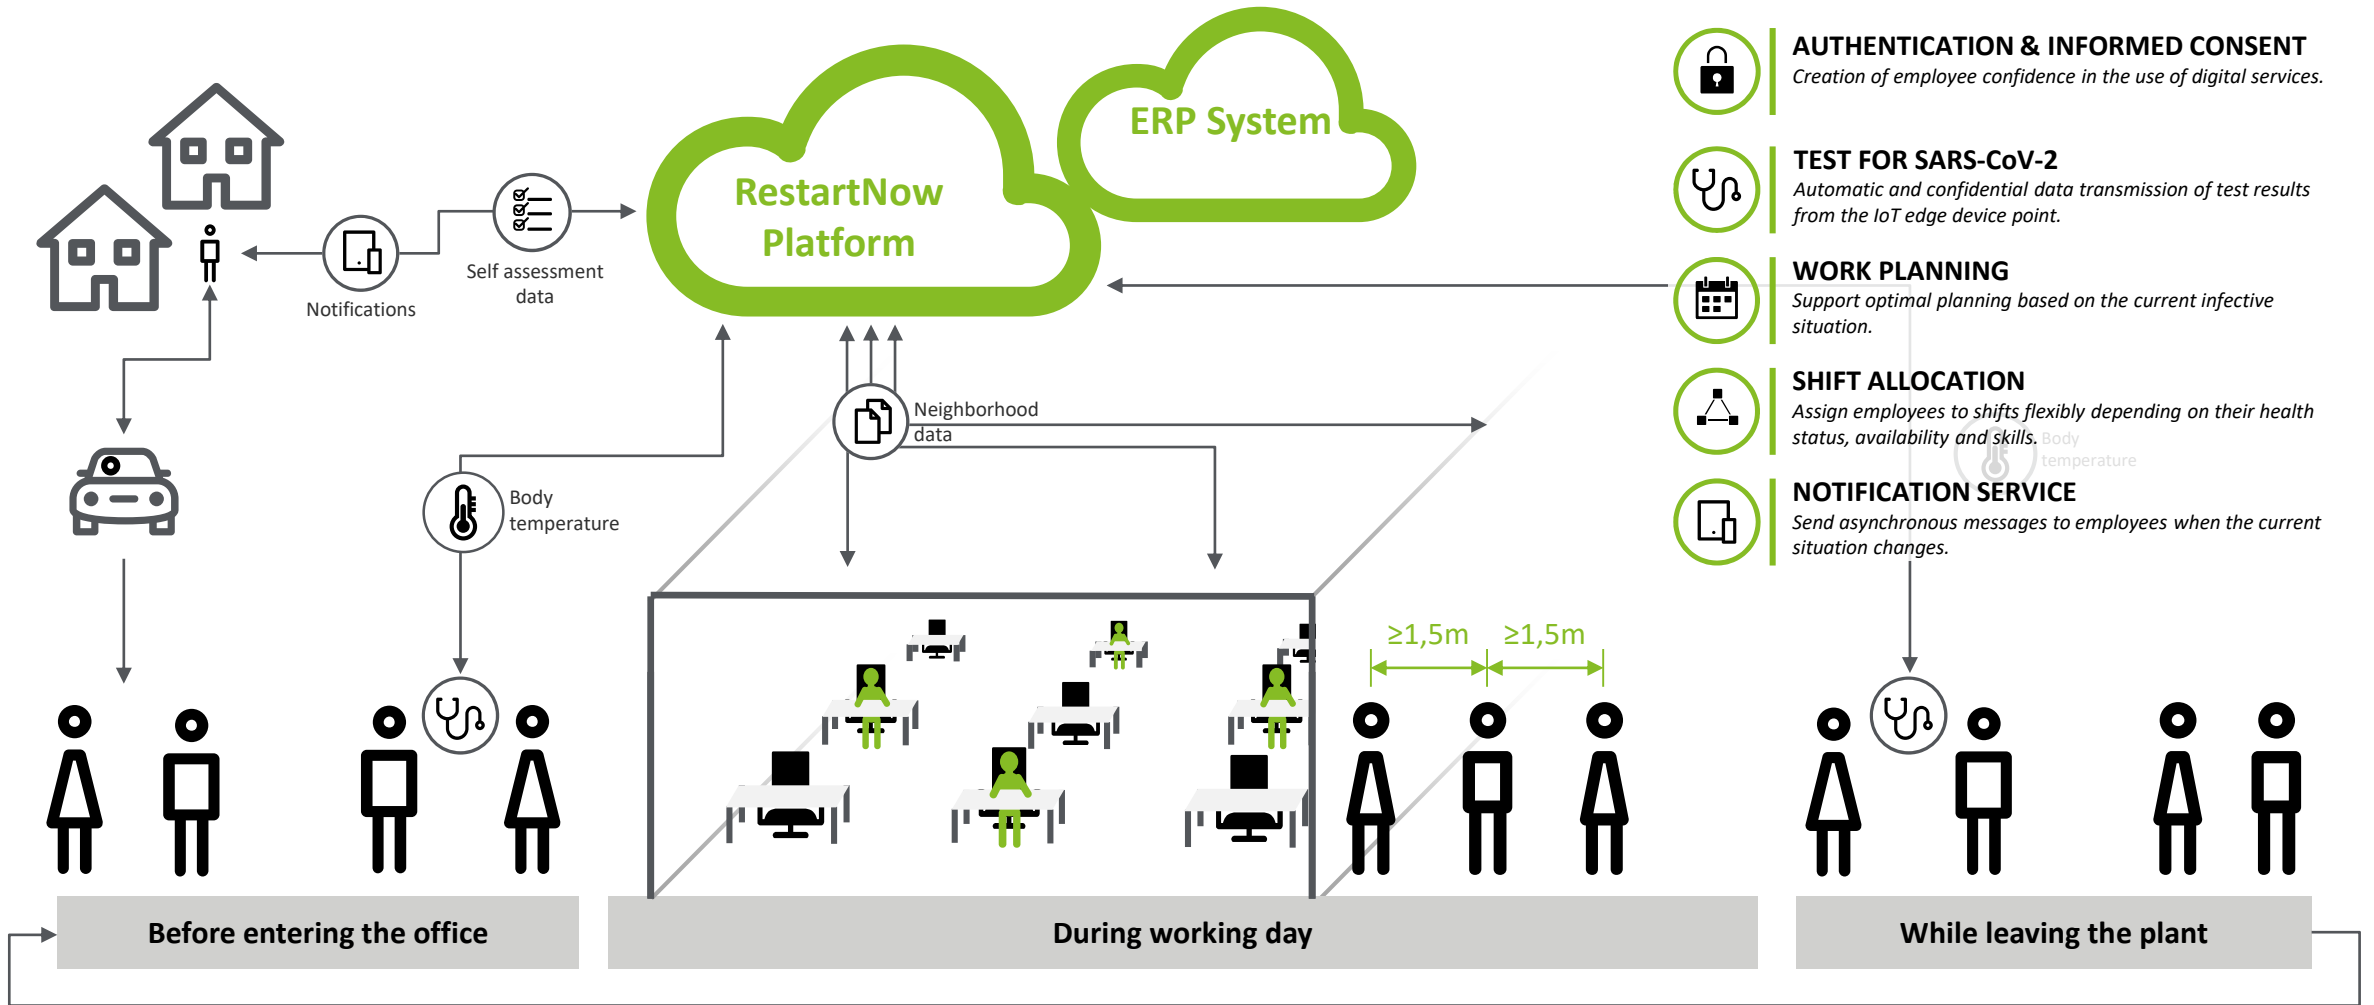 ERP System
RestartNow
Platform
Self assessment
data
Notifications
Neighborhood
data
Body
temperature
AUTHENTICATION & INFORMED CONSENT
Creation of employee confidence in the use of digital services.
TEST FOR SARS-CoV-2
Automatic and confidential data transmission of test results
from the IoT edge device point.
WORK PLANNING
Support optimal planning based on the current infective
situation.
SHIFT ALLOCATION
Assign employees to shifts flexibly depending on their health
status, availability and skills.
Body
temperature
NOTIFICATION SERVICE
Send asynchronous messages to employees when the current
situation changes.
≥1,5m
≥1,5m
Before entering the office
During working day
While leaving the plant